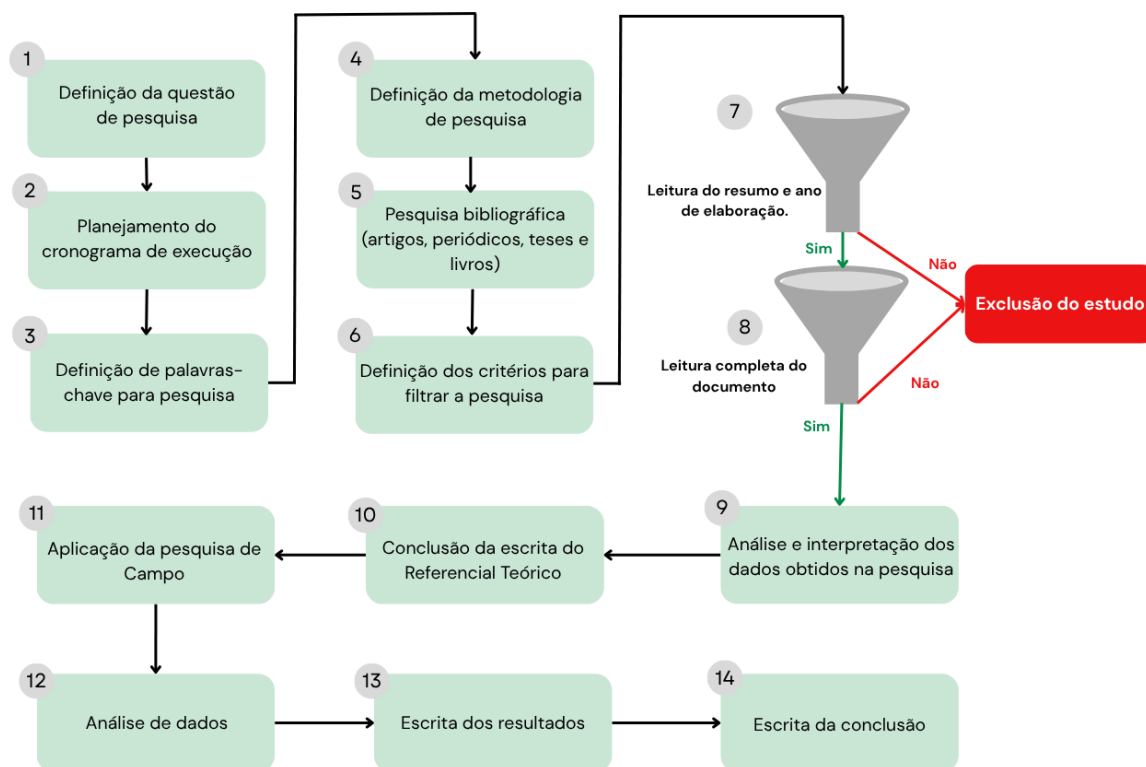 1
Definição da questão
de pesquisa
2
Planejamento do
cronograma de execução
3
Definição de palavras-
chave para pesquisa
4
Definição da metodologia
de pesquisa
5
Pesquisa bibliográfica
(artigos, periódicos, teses e
livros)
6
Definição dos critérios para
filtrar a pesquisa
7
Leitura do resumo e ano
de elaboração.
Sim
Não
Exclusão do estudo
8
Leitura completa do
documento
Não
Sim
9
Análise e interpretação dos
dados obtidos na pesquisa
10
Conclusão da escrita do
Referencial Teórico
11
Aplicação da pesquisa de
Campo
12
Análise de dados
13
Escrita dos resultados
14
Escrita da conclusão